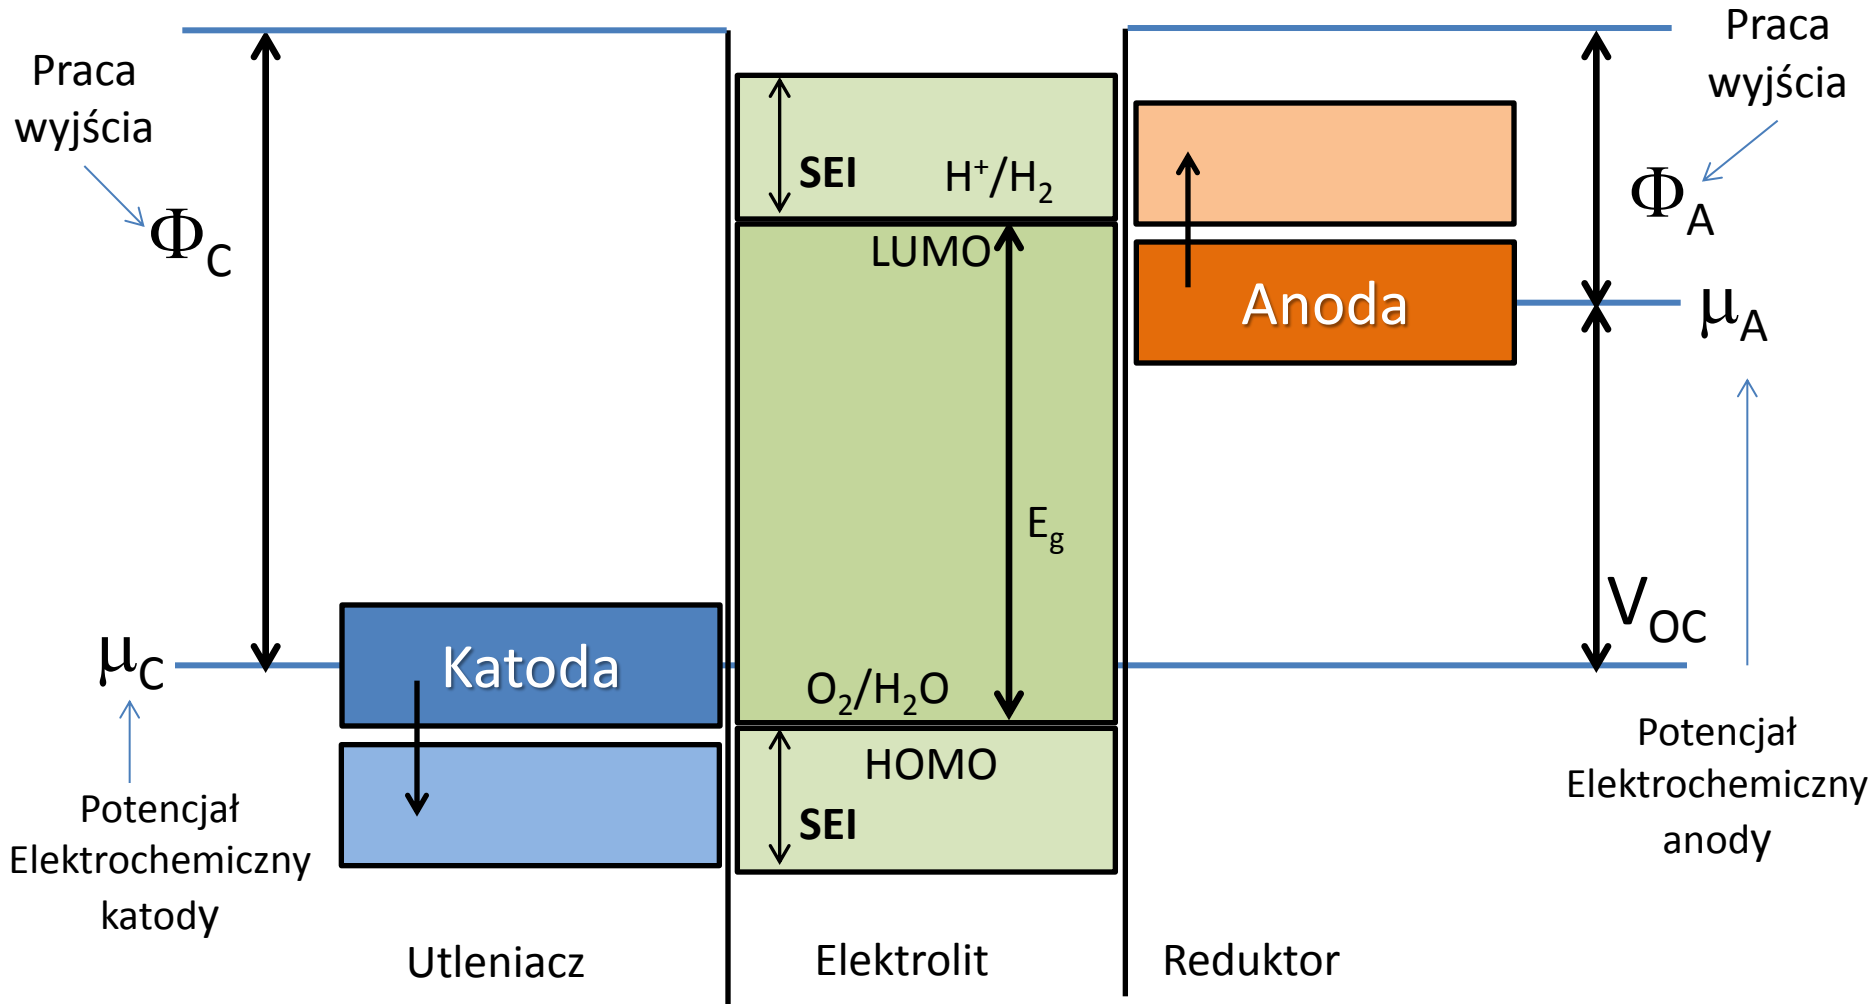 Praca
wyjścia
Φ_C
μ_C
Potencjał
Elektrochemiczny
katody
Katoda
Utleniacz
SEI
H⁺/H₂
LUMO
E_g
O₂/H₂O
HOMO
SEI
Elektrolit
Anoda
Reduktor
Praca
wyjścia
Φ_A
μ_A
V_OC
Potencjał
Elektrochemiczny
anody